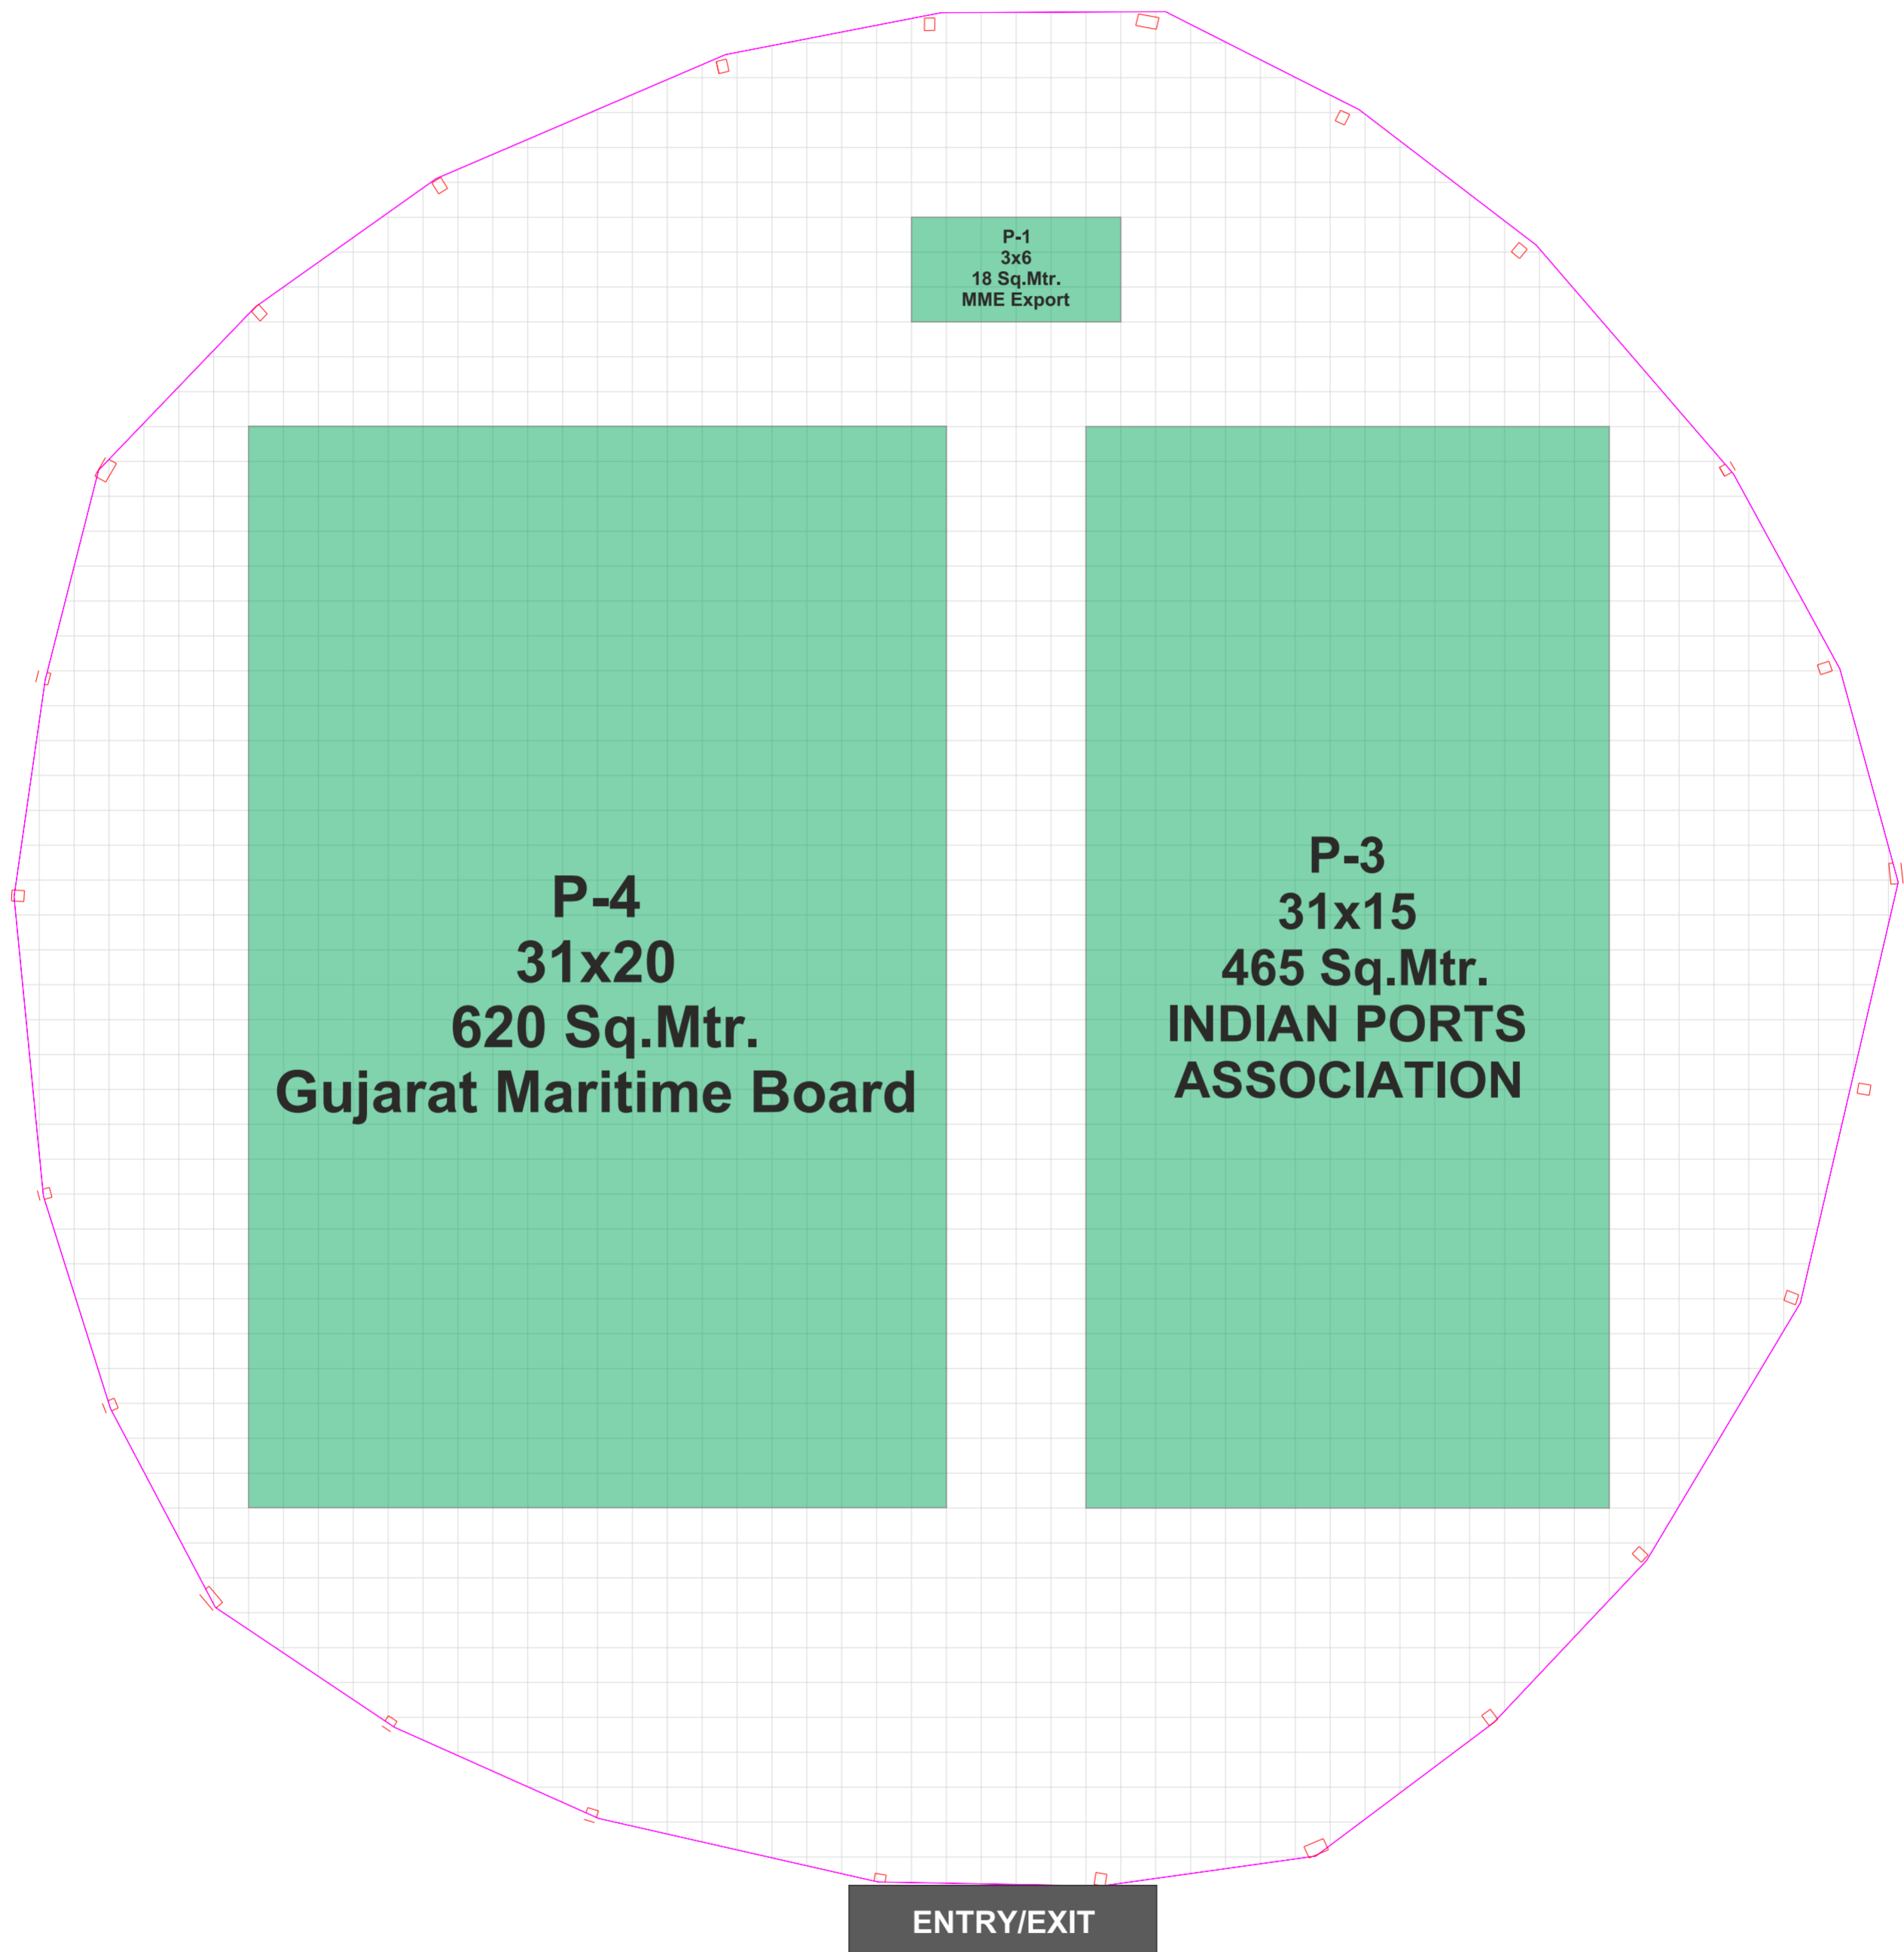 P-1
3x6
18 Sq.Mtr.
MME Export
P-4
31x20
620 Sq.Mtr.
Gujarat Maritime Board
P-3
31x15
465 Sq.Mtr.
INDIAN PORTS
ASSOCIATION
ENTRY/EXIT